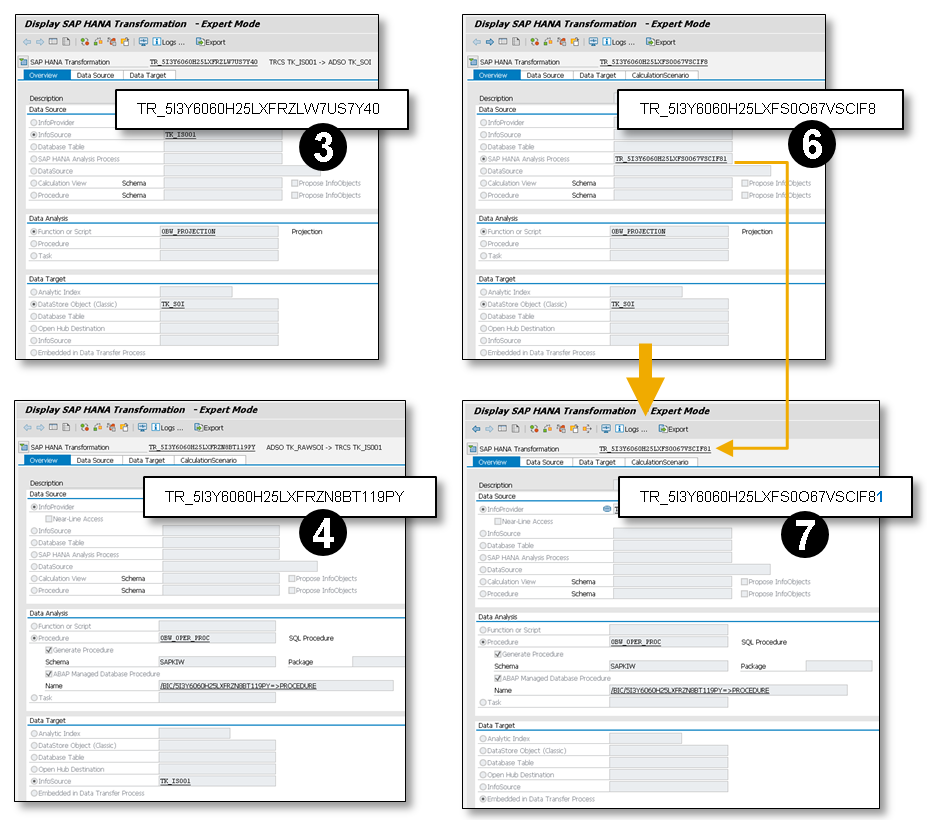 Display SAP HANA Transformation - Expert Mode
Logs ... Export
SAP HANA Transformation TR_5I3Y6060H25LXFRZLW7US7Y40 TRCS TK_IS001 -> ADSO TK_SOI
Overview Data Source Data Target
Description
TR_5I3Y6060H25LXFRZLW7US7Y40
Data Source
3
InfoProvider
InfoSource TK_IS001
Database Table
SAP HANA Analysis Process
DataSource
Calculation View Schema Propose InfoObjects
Procedure Schema Propose InfoObjects
Data Analysis
Function or Script 0BW_PROJECTION Projection
Procedure
Task
Data Target
Analytic Index
DataStore Object (Classic) TK_SOI
Database Table
Open Hub Destination
InfoSource
Embedded in Data Transfer Process
Display SAP HANA Transformation - Expert Mode
Logs ... Export
SAP HANA Transformation TR_5I3Y6060H25LXFS0O67VSCIF8
Overview Data Source Data Target CalculationScenario
Description
TR_5I3Y6060H25LXFS0O67VSCIF8
Data Source
6
InfoProvider
InfoSource
Database Table
SAP HANA Analysis Process TR_5I3Y6060H25LXFS0O67VSCIF81
DataSource
Calculation View Schema Propose InfoObjects
Procedure Schema Propose InfoObjects
Data Analysis
Function or Script 0BW_PROJECTION Projection
Procedure
Task
Data Target
Analytic Index
DataStore Object (Classic) TK_SOI
Database Table
Open Hub Destination
InfoSource
Embedded in Data Transfer Process
Display SAP HANA Transformation - Expert Mode
Logs ... Export
SAP HANA Transformation TR_5I3Y6060H25LXFRZN8BT119PY ADSO TK_RAWSOI -> TRCS TK_IS001
Overview Data Source Data Target CalculationScenario
Description
TR_5I3Y6060H25LXFRZN8BT119PY
Data Source
4
InfoProvider
Near-Line Access
InfoSource
Database Table
SAP HANA Analysis Process
DataSource
Calculation View Schema Propose InfoObjects
Procedure Schema Propose InfoObjects
Data Analysis
Function or Script
Procedure 0BW_OPER_PROC SQL Procedure
Generate Procedure
Schema SAPKIW Package
ABAP Managed Database Procedure
Name /BIC/5I3Y6060H25LXFRZN8BT119PY=>PROCEDURE
Task
Data Target
Analytic Index
DataStore Object (Classic)
Database Table
Open Hub Destination
InfoSource TK_IS001
Embedded in Data Transfer Process
Display SAP HANA Transformation - Expert Mode
Logs ... Export
SAP HANA Transformation TR_5I3Y6060H25LXFS0O67VSCIF81
Overview Data Source Data Target CalculationScenario
Description
TR_5I3Y6060H25LXFS0O67VSCIF81
Data Source
7
InfoProvider
Near-Line Access
InfoSource
Database Table
SAP HANA Analysis Process
DataSource
Calculation View Schema Propose InfoObjects
Procedure Schema Propose InfoObjects
Data Analysis
Function or Script
Procedure 0BW_OPER_PROC SQL Procedure
Generate Procedure
Schema SAPKIW Package
ABAP Managed Database Procedure
Name /BIC/5I3Y6060H25LXFRZN8BT119PY=>PROCEDURE
Task
Data Target
Analytic Index
DataStore Object (Classic)
Database Table
Open Hub Destination
InfoSource
Embedded in Data Transfer Process